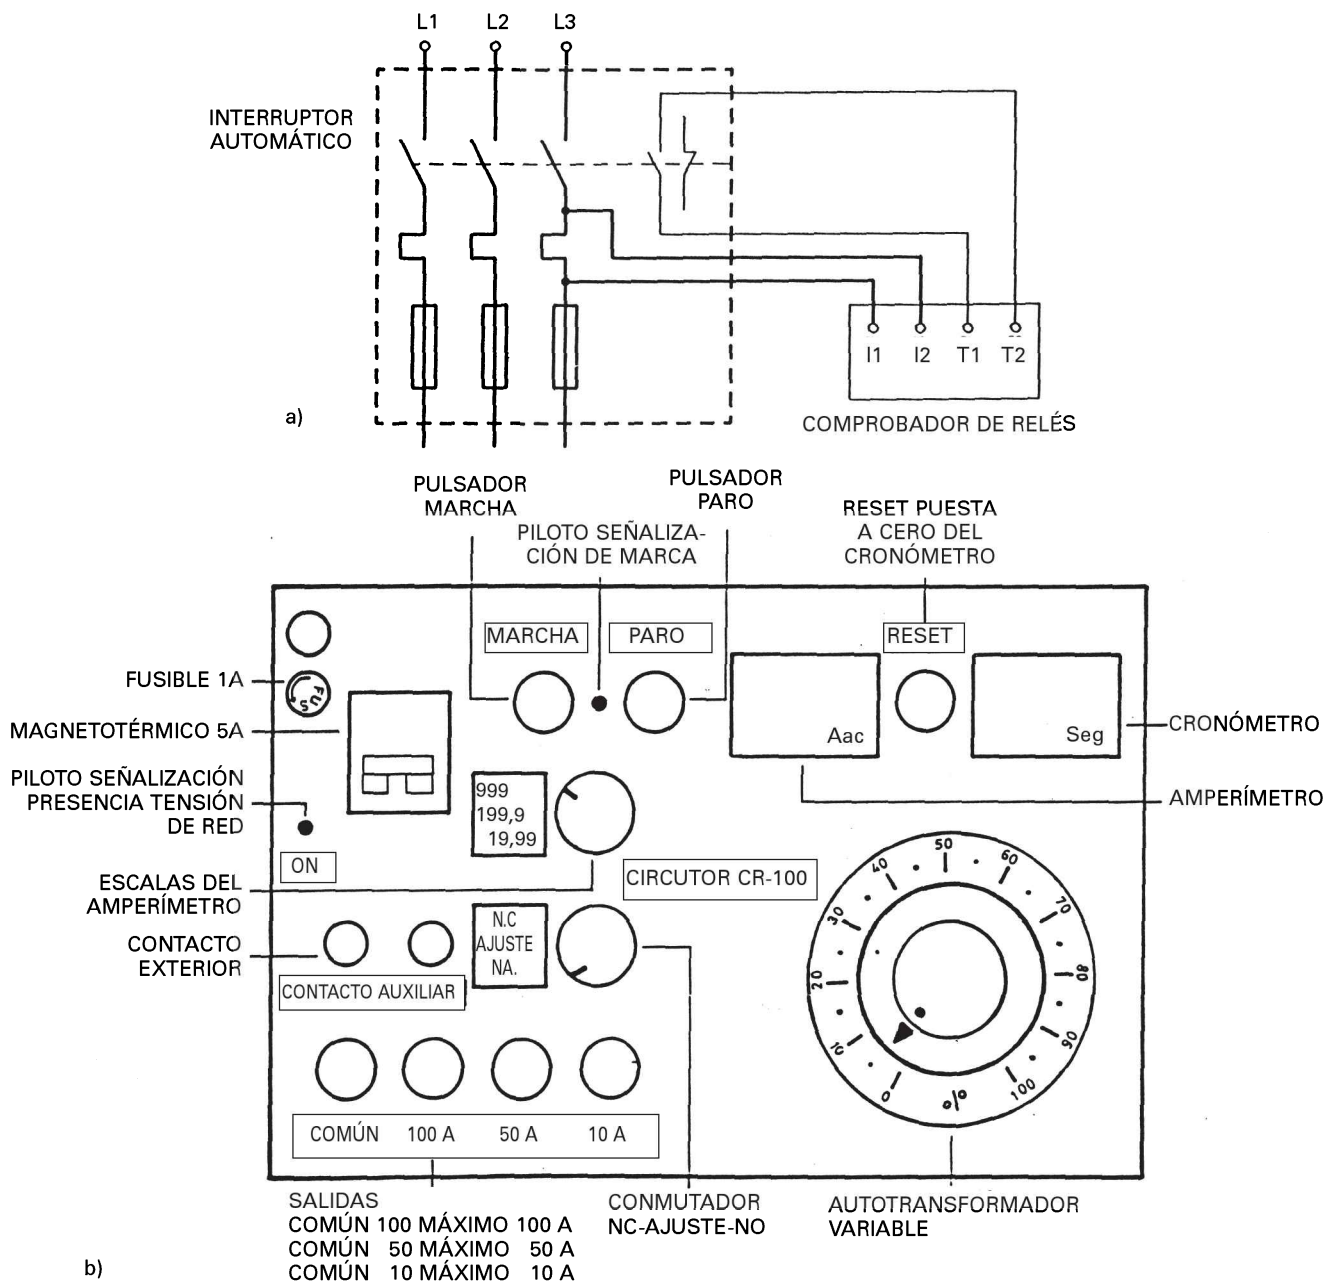 L1 L2 L3
INTERRUPTOR
AUTOMÁTICO
I1 I2 T1 T2
COMPROBADOR DE RELÉS
a)
PULSADOR
MARCHA
PILOTO SEÑALIZA-
CIÓN DE MARCA
PULSADOR
PARO
RESET PUESTA
A CERO DEL
CRONÓMETRO
MARCHA
PARO
RESET
FUSIBLE 1A
FUS
MAGNETOTÉRMICO 5A
Aac
Seg
CRONÓMETRO
AMPERÍMETRO
PILOTO SEÑALIZACIÓN
PRESENCIA TENSIÓN
DE RED
ON
999
199,9
19,99
CIRCUTOR CR-100
ESCALAS DEL
AMPERÍMETRO
CONTACTO
EXTERIOR
N.C
AJUSTE
NA.
CONTACTO AUXILIAR
0 10 20 30 40 50 60 70 80 90 100
%
COMÚN 100 A 50 A 10 A
SALIDAS
COMÚN 100 MÁXIMO 100 A
COMÚN 50 MÁXIMO 50 A
COMÚN 10 MÁXIMO 10 A
CONMUTADOR
NC-AJUSTE-NO
AUTOTRANSFORMADOR
VARIABLE
b)